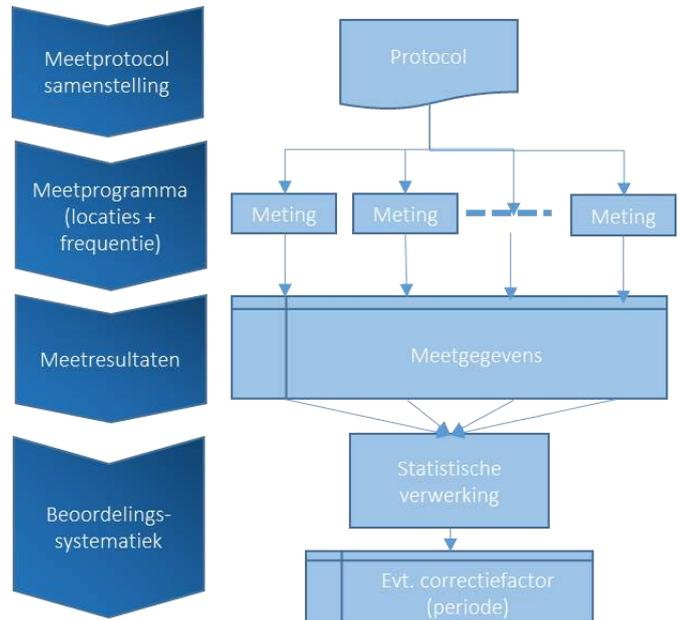 Meetprotocol
samenstelling
Protocol
Meetprogramma
(locaties +
frequentie)
Meting
Meting
Meting
Meetresultaten
Meetgegevens
Beoordelings-
systematiek
Statistische
verwerking
Evt. correctiefactor
(periode)